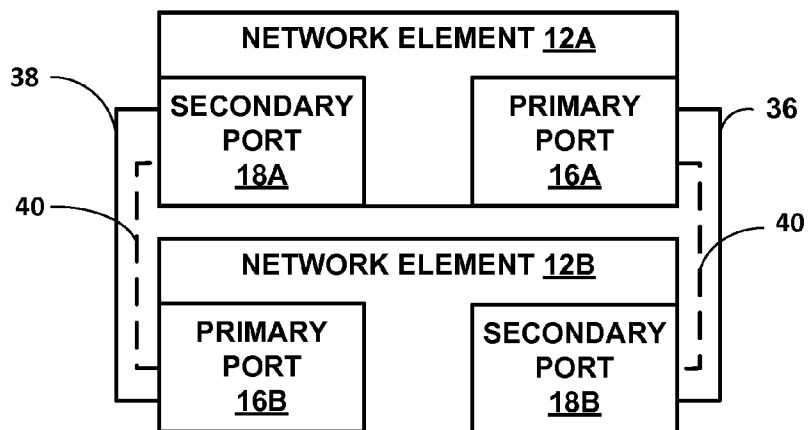 NETWORK ELEMENT 12A
38
SECONDARY
PORT
18A
PRIMARY
PORT
16A
36
40
40
NETWORK ELEMENT 12B
PRIMARY
PORT
16B
SECONDARY
PORT
18B